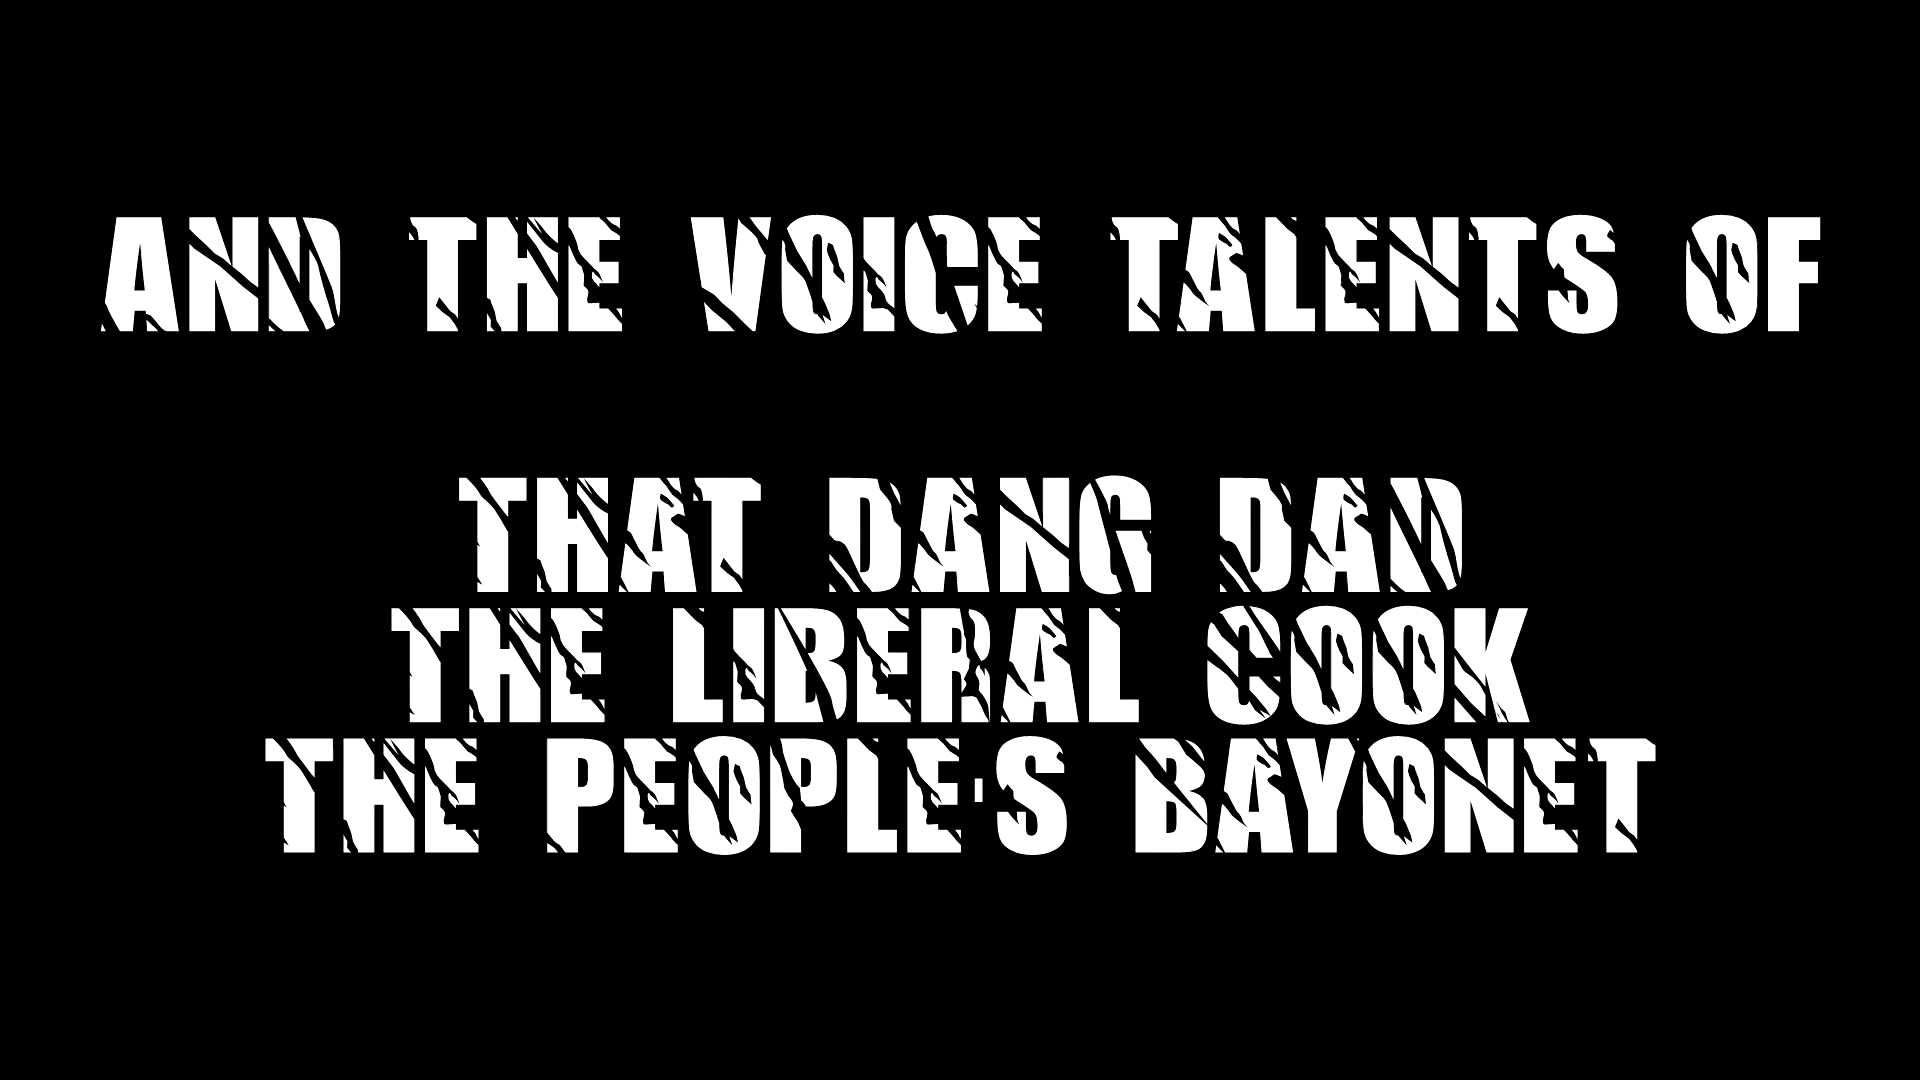 AND THE VOICE TALENTS OF
THAT DANG DAD
THE LIBERAL COOK
THE PEOPLE'S BAYONET